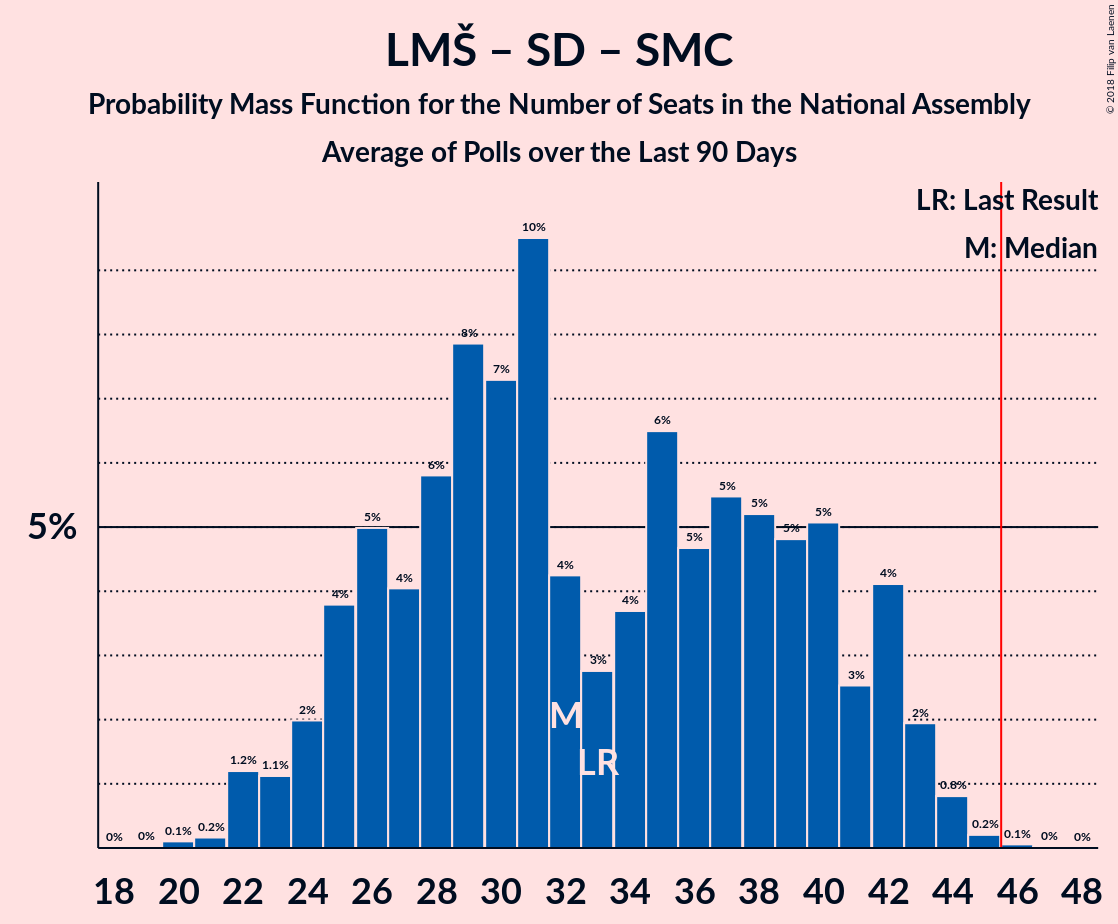 LMŠ – SD – SMC
Probability Mass Function for the Number of Seats in the National Assembly
Average of Polls over the Last 90 Days
© 2018 Filip van Laenen
LR: Last Result
M: Median
5%
0% 0% 0.1% 0.2% 1.2% 1.1% 2% 4% 5% 4% 6% 8% 7% 10% 4% 3% 4% 6% 5% 5% 5% 5% 5% 3% 4% 2% 0.8% 0.2% 0.1% 0% 0%
M
LR
18 20 22 24 26 28 30 32 34 36 38 40 42 44 46 48